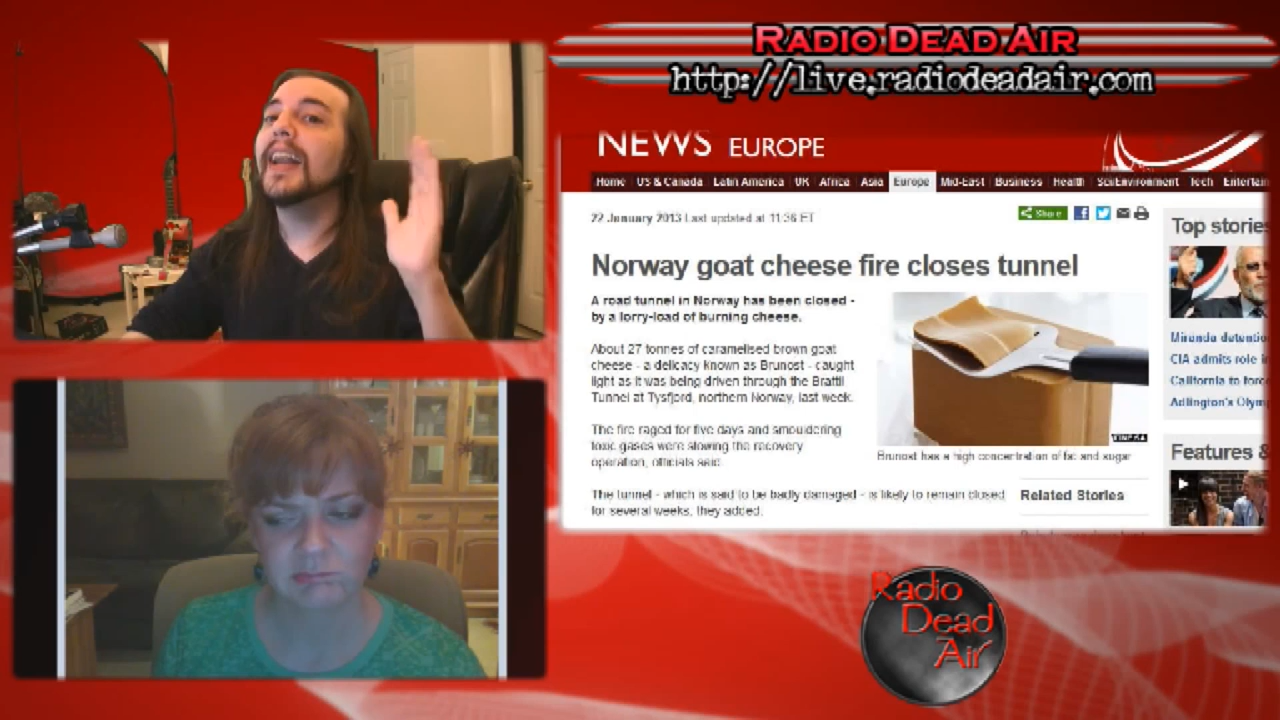 RADIO DEAD AIR
http://live.radiodeadair.com
NEWS EUROPE
Home US & Canada Latin America UK Africa Asia Europe Mid-East Business Health Sci/Environment Tech Entertain
22 January 2013 Last updated at 11:36 ET
Share
Top stories
Norway goat cheese fire closes tunnel
A road tunnel in Norway has been closed -
by a lorry-load of burning cheese.
About 27 tonnes of caramelised brown goat
cheese - a delicacy known as Brunost - caught
light as it was being driven through the Brattli
Tunnel at Tysfjord, northern Norway, last week.
The fire raged for five days and smouldering
toxic gases were slowing the recovery
operation, officials said.
The tunnel - which is said to be badly damaged - is likely to remain closed
for several weeks, they added.
Brunost has a high concentration of fat and sugar
Related Stories
Miranda detentio
CIA admits role i
California to forc
Adlington's Olym
Features &
Radio
Dead
Air